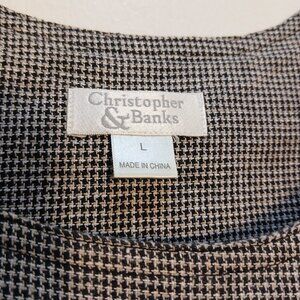 Christopher
& Banks
L
MADE IN CHINA